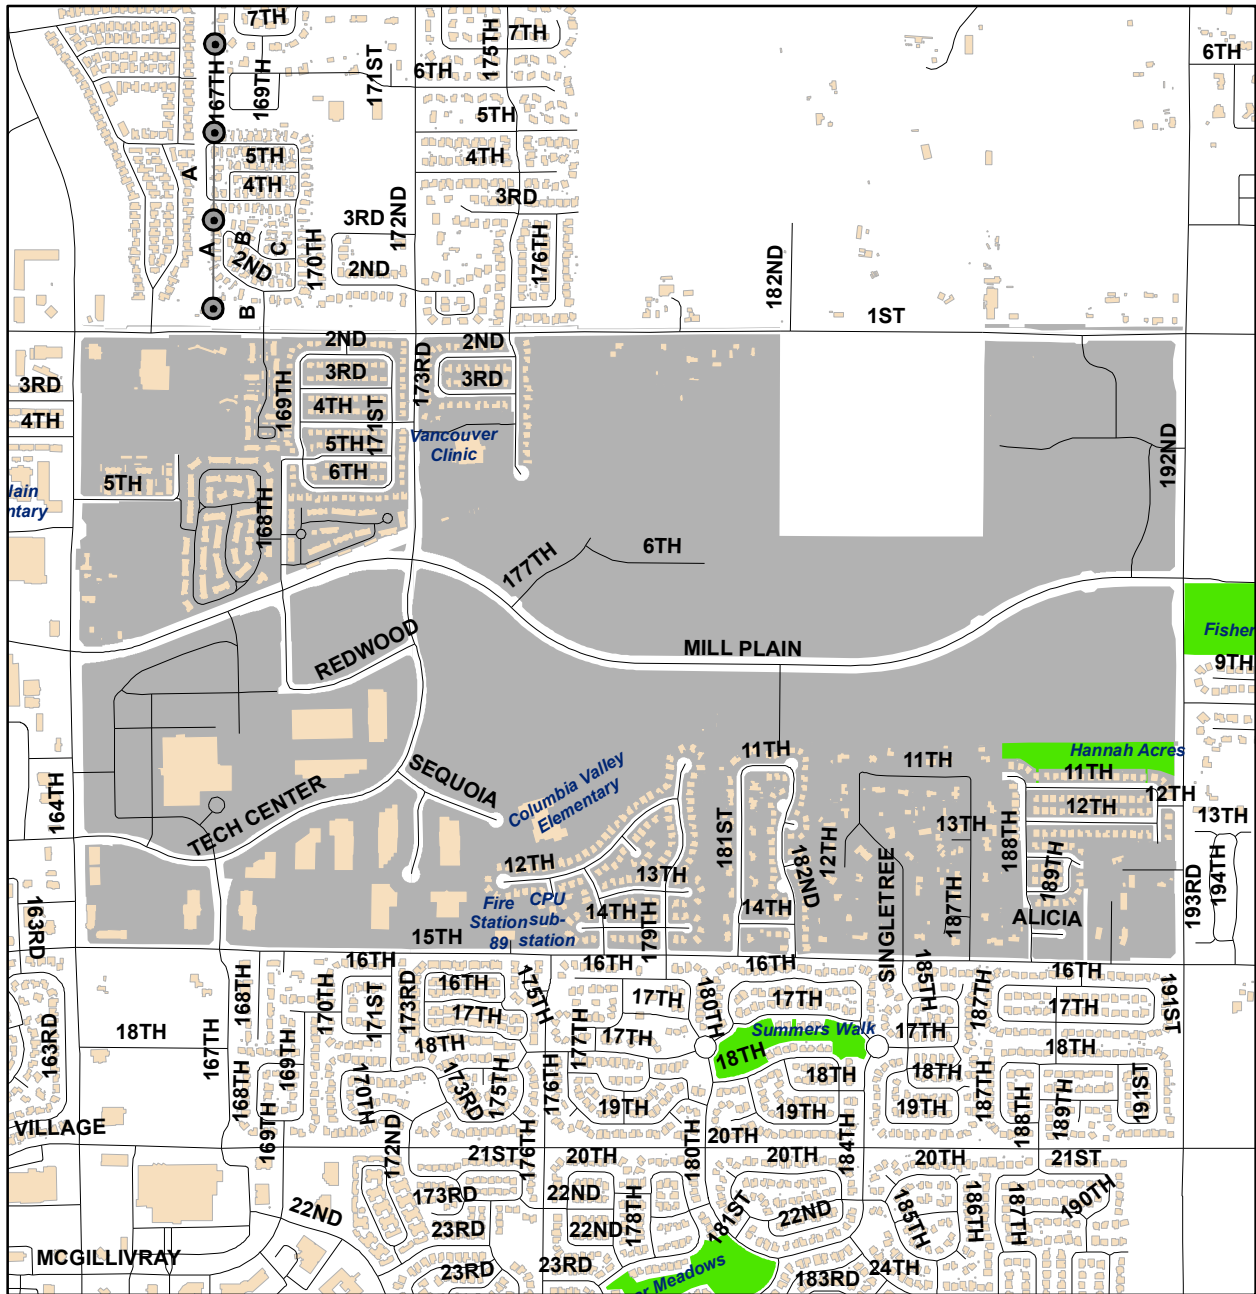 7TH
167TH
169TH
171ST
175TH
7TH
6TH
6TH
5TH
5TH
4TH
4TH
A
3RD
3RD
172ND
A
B
C
2ND
170TH
2ND
176TH
182ND
B
1ST
2ND
173RD
2ND
3RD
169TH
3RD
3RD
4TH
4TH
171ST
5TH
Vancouver
Clinic
192ND
6TH
5TH
lain
ntary
168TH
177TH
6TH
REDWOOD
MILL PLAIN
Fisher
9TH
11TH
11TH
Hannah Acres
11TH
12TH
12TH
SEQUOIA
Columbia Valley
Elementary
164TH
TECH CENTER
181ST
12TH
13TH
188TH
13TH
12TH
13TH
182ND
SINGLETREE
187TH
189TH
193RD
194TH
Fire
Station
89
CPU
sub-
station
14TH
179TH
14TH
ALICIA
163RD
15TH
16TH
16TH
16TH
16TH
168TH
170TH
171ST
173RD
16TH
17TH
175TH
17TH
180TH
17TH
185TH
187TH
17TH
191ST
163RD
18TH
167TH
18TH
177TH
17TH
Summers Walk
18TH
17TH
18TH
168TH
169TH
170TH
173RD
175TH
176TH
18TH
18TH
187TH
188TH
189TH
191ST
19TH
19TH
19TH
VILLAGE
169TH
172ND
176TH
180TH
20TH
184TH
21ST
20TH
20TH
20TH
21ST
173RD
22ND
178TH
181ST
22ND
185TH
186TH
187TH
190TH
22ND
23RD
22ND
MCGILLIVRAY
23RD
23RD
er Meadows
183RD
24TH